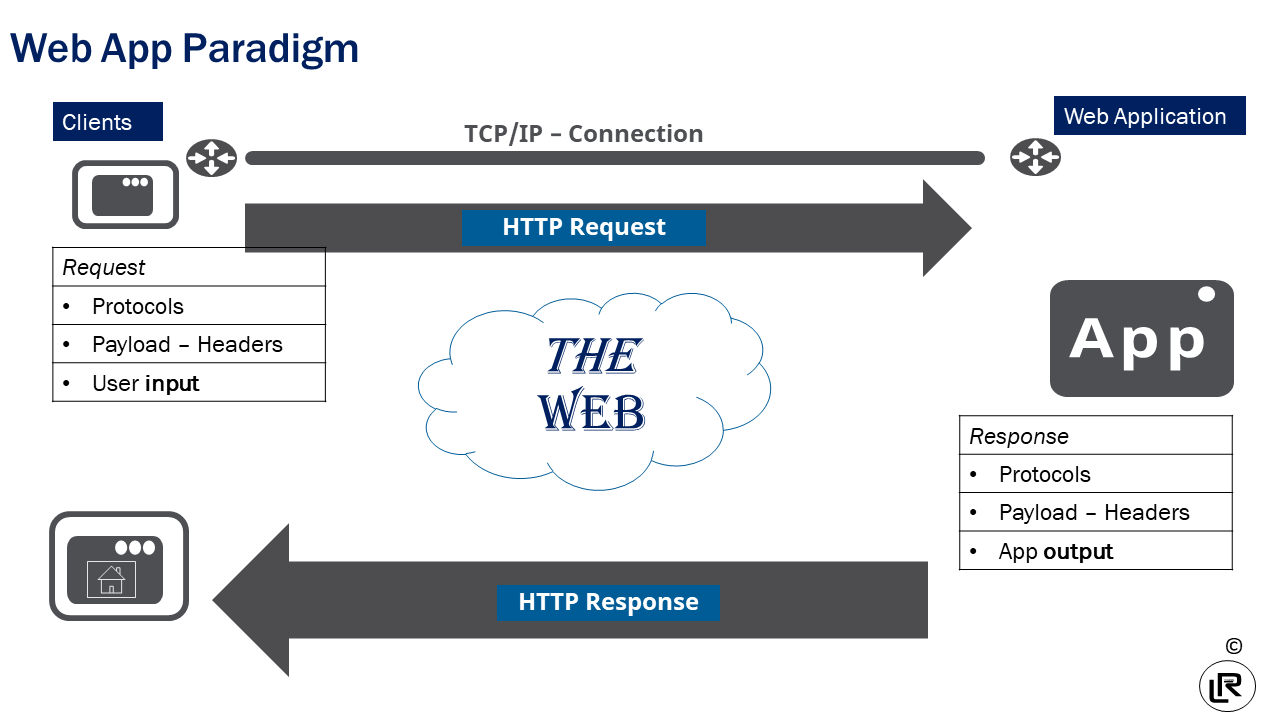 Web App Paradigm
Clients
Web Application
TCP/IP – Connection
HTTP Request
Request
• Protocols
• Payload – Headers
• User input
THE
WEB
App
Response
• Protocols
• Payload – Headers
• App output
HTTP Response
©
LR